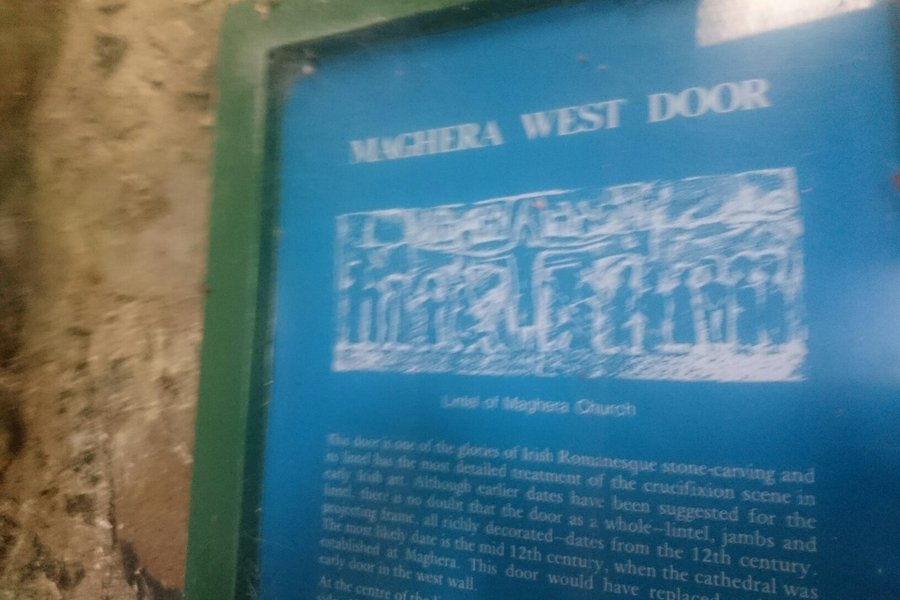 MAGHERA WEST DOOR
Lintel of Maghera Church
This door is one of the glories of Irish Romanesque stone-carving and
its lintel has the most detailed treatment of the crucifixion scene in
early Irish art. Although earlier dates have been suggested for the
lintel, there is no doubt that the door as a whole—lintel, jambs and
projecting frame, all richly decorated—dates from the 12th century.
The most likely date is the mid 12th century, when the cathedral was
established at Maghera. This door would have replaced
early door in the west wall.
At the centre of the